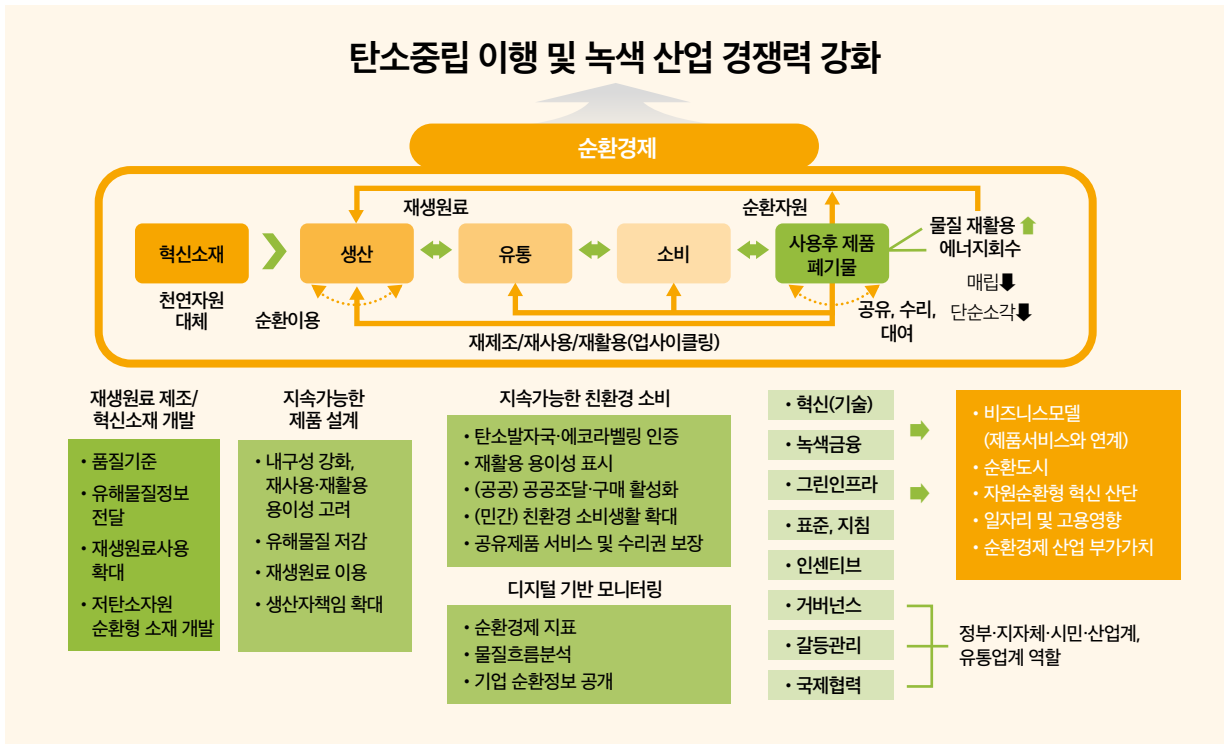 탄소중립 이행 및 녹색 산업 경쟁력 강화
순환경제
재생원료
순환자원
혁신소재
생산
유통
소비
사용후 제품
폐기물
물질 재활용
에너지회수
매립
단순소각
천연자원
대체
순환이용
공유, 수리,
대여
재제조/재사용/재활용(업사이클링)
재생원료 제조/
혁신소재 개발
• 품질기준
• 유해물질정보
전달
• 재생원료사용
확대
• 저탄소자원
순환형 소재 개발
지속가능한
제품 설계
• 내구성 강화,
재사용·재활용
용이성 고려
• 유해물질 저감
• 재생원료 이용
• 생산자책임 확대
지속가능한 친환경 소비
• 탄소발자국·에코라벨링 인증
• 재활용 용이성 표시
• (공공) 공공조달·구매 활성화
• (민간) 친환경 소비생활 확대
• 공유제품 서비스 및 수리권 보장
디지털 기반 모니터링
• 순환경제 지표
• 물질흐름분석
• 기업 순환정보 공개
• 혁신(기술)
• 녹색금융
• 그린인프라
• 표준, 지침
• 인센티브
• 거버넌스
• 갈등관리
• 국제협력
• 비즈니스모델
(제품서비스와 연계)
• 순환도시
• 자원순환형 혁신 산단
• 일자리 및 고용영향
• 순환경제 산업 부가가치
정부·지자체·시민·산업계,
유통업계 역할